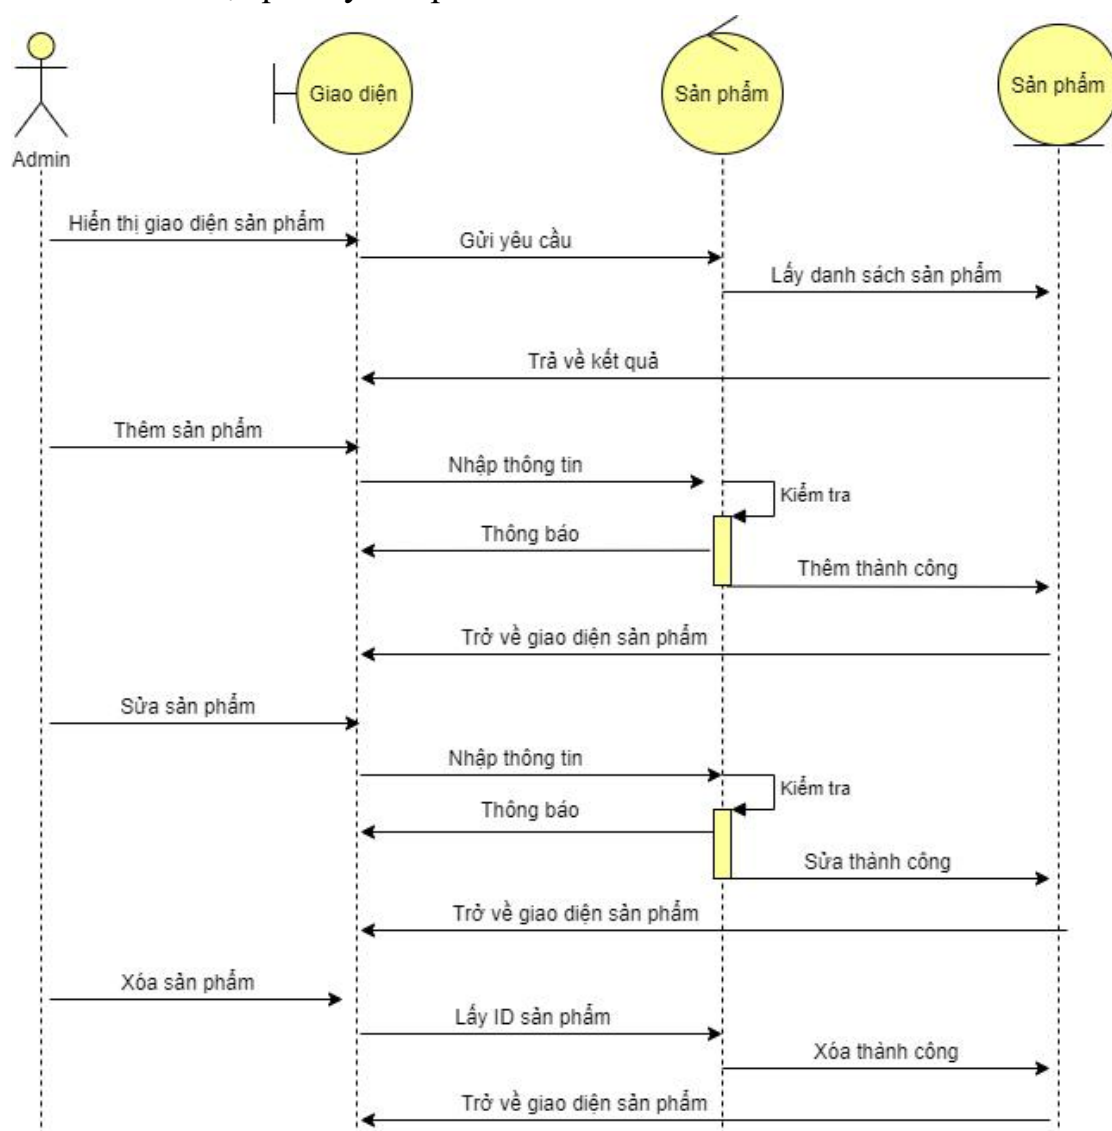 Giao diện
Sản phẩm
Sản phẩm
Admin
Hiển thị giao diện sản phẩm
Gửi yêu cầu
Lấy danh sách sản phẩm
Trả về kết quả
Thêm sản phẩm
Nhập thông tin
Kiểm tra
Thông báo
Thêm thành công
Trở về giao diện sản phẩm
Sửa sản phẩm
Nhập thông tin
Kiểm tra
Thông báo
Sửa thành công
Trở về giao diện sản phẩm
Xóa sản phẩm
Lấy ID sản phẩm
Xóa thành công
Trở về giao diện sản phẩm